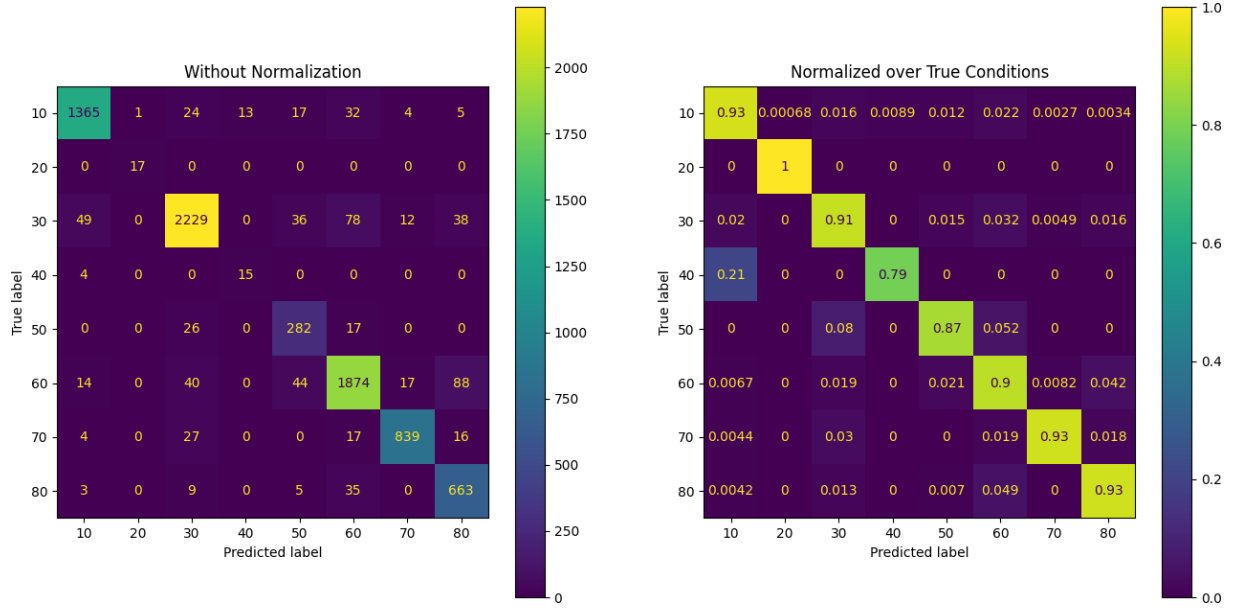 Without Normalization
True label
10 1365 1 24 13 17 32 4 5
20 0 17 0 0 0 0 0 0
30 49 0 2229 0 36 78 12 38
40 4 0 0 15 0 0 0 0
50 0 0 26 0 282 17 0 0
60 14 0 40 0 44 1874 17 88
70 4 0 27 0 0 17 839 16
80 3 0 9 0 5 35 0 663
10 20 30 40 50 60 70 80
Predicted label
2000
1750
1500
1250
1000
750
500
250
0
Normalized over True Conditions
True label
10 0.93 0.00068 0.016 0.0089 0.012 0.022 0.0027 0.0034
20 0 1 0 0 0 0 0 0
30 0.02 0 0.91 0 0.015 0.032 0.0049 0.016
40 0.21 0 0 0.79 0 0 0 0
50 0 0 0.08 0 0.87 0.052 0 0
60 0.0067 0 0.019 0 0.021 0.9 0.0082 0.042
70 0.0044 0 0.03 0 0 0.019 0.93 0.018
80 0.0042 0 0.013 0 0.007 0.049 0 0.93
10 20 30 40 50 60 70 80
Predicted label
1.0
0.8
0.6
0.4
0.2
0.0